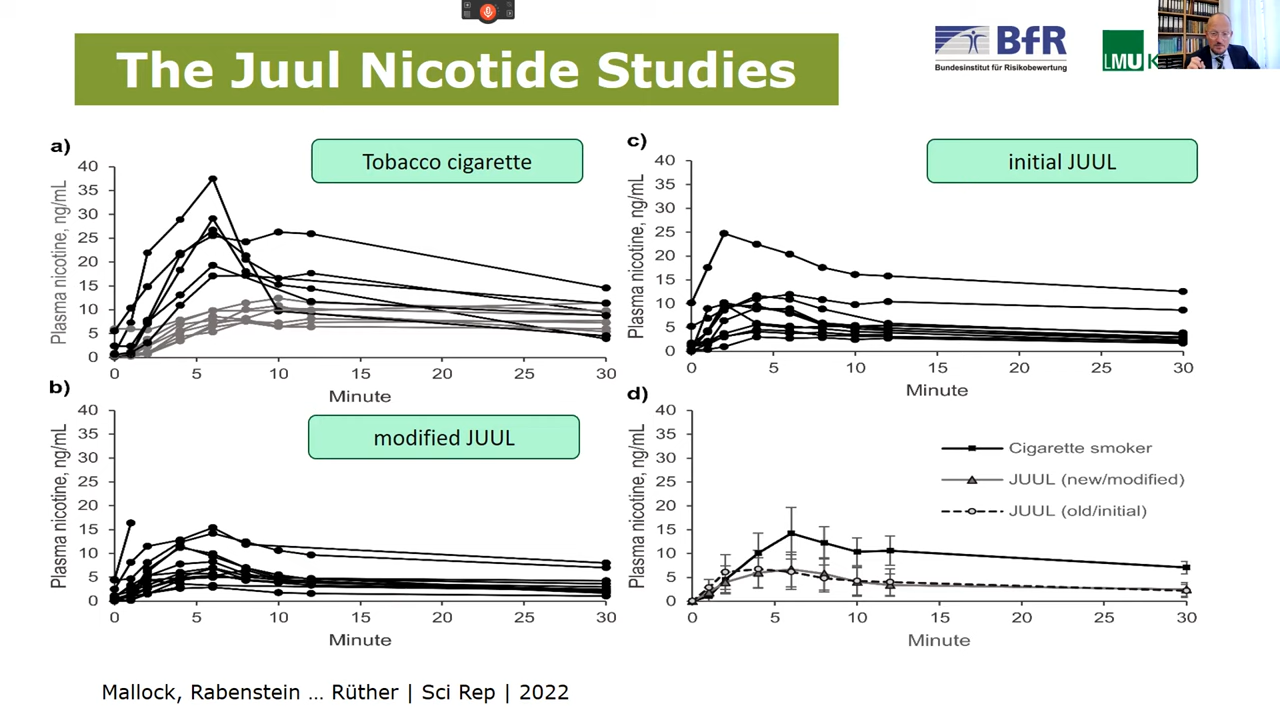 The Juul Nicotide Studies
BfR
Bundesinstitut für Risikobewertung
LMU K
a)
Tobacco cigarette
Plasma nicotine, ng/mL
40
35
30
25
20
15
10
5
0
0 5 10 15 20 25 30
Minute
b)
modified JUUL
Plasma nicotine, ng/mL
40
35
30
25
20
15
10
5
0
0 5 10 15 20 25 30
Minute
c)
initial JUUL
Plasma nicotine, ng/mL
40
35
30
25
20
15
10
5
0
0 5 10 15 20 25 30
Minute
d)
Plasma nicotine, ng/mL
40
35
30
25
20
15
10
5
0
0 5 10 15 20 25 30
Minute
Cigarette smoker
JUUL (new/modified)
JUUL (old/initial)
Mallock, Rabenstein ... Rüther | Sci Rep | 2022